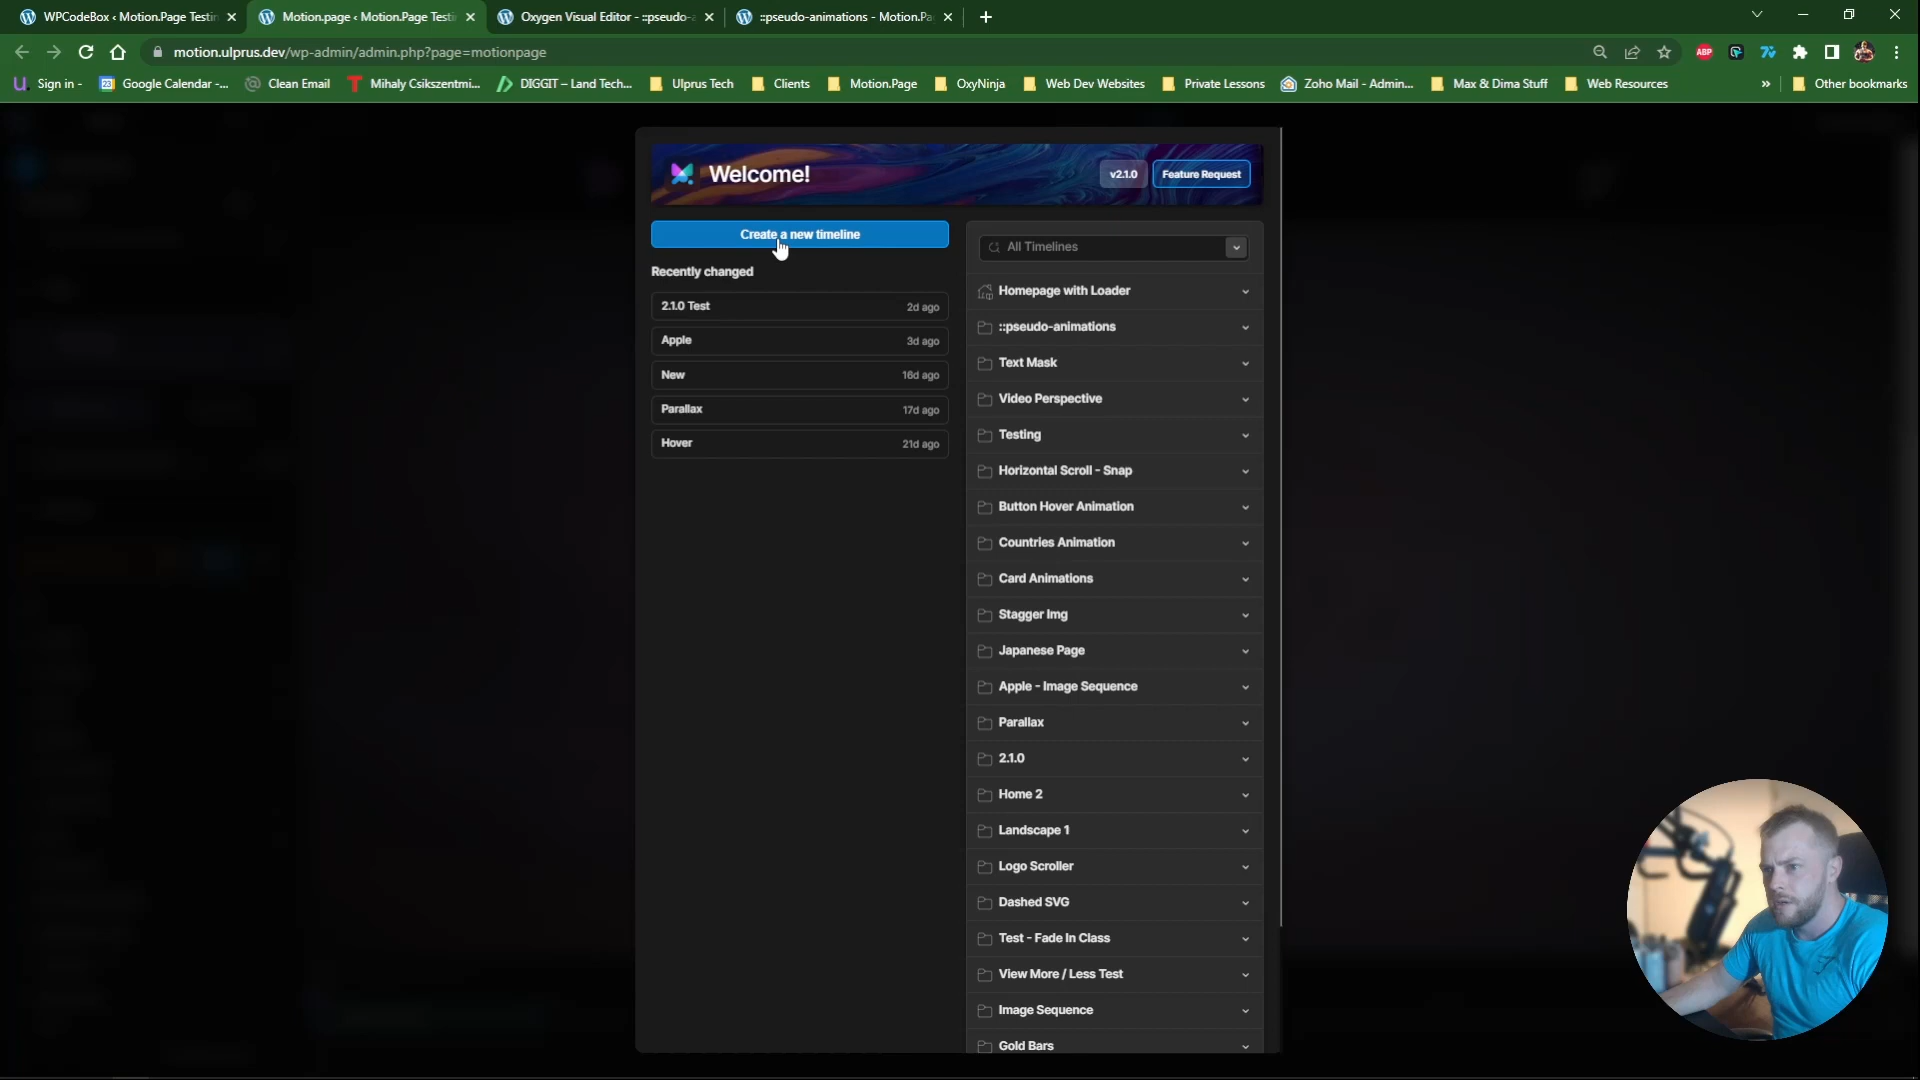 WPCodeBox ‹ Motion.Page Testin
Motion.page ‹ Motion.Page Testi
Oxygen Visual Editor - ::pseudo-a
::pseudo-animations - Motion.Pa
motion.ulprus.dev/wp-admin/admin.php?page=motionpage
ABP
Sign in -
Google Calendar -...
Clean Email
Mihaly Csikszentmi...
DIGGIT – Land Tech...
Ulprus Tech
Clients
Motion.Page
OxyNinja
Web Dev Websites
Private Lessons
Zoho Mail - Admin...
Max & Dima Stuff
Web Resources
»
Other bookmarks
Welcome!
v2.1.0
Feature Request
Create a new timeline
Recently changed
2.1.0 Test 2d ago
Apple 3d ago
New 16d ago
Parallax 17d ago
Hover 21d ago
All Timelines
Homepage with Loader
::pseudo-animations
Text Mask
Video Perspective
Testing
Horizontal Scroll - Snap
Button Hover Animation
Countries Animation
Card Animations
Stagger Img
Japanese Page
Apple - Image Sequence
Parallax
2.1.0
Home 2
Landscape 1
Logo Scroller
Dashed SVG
Test - Fade In Class
View More / Less Test
Image Sequence
Gold Bars